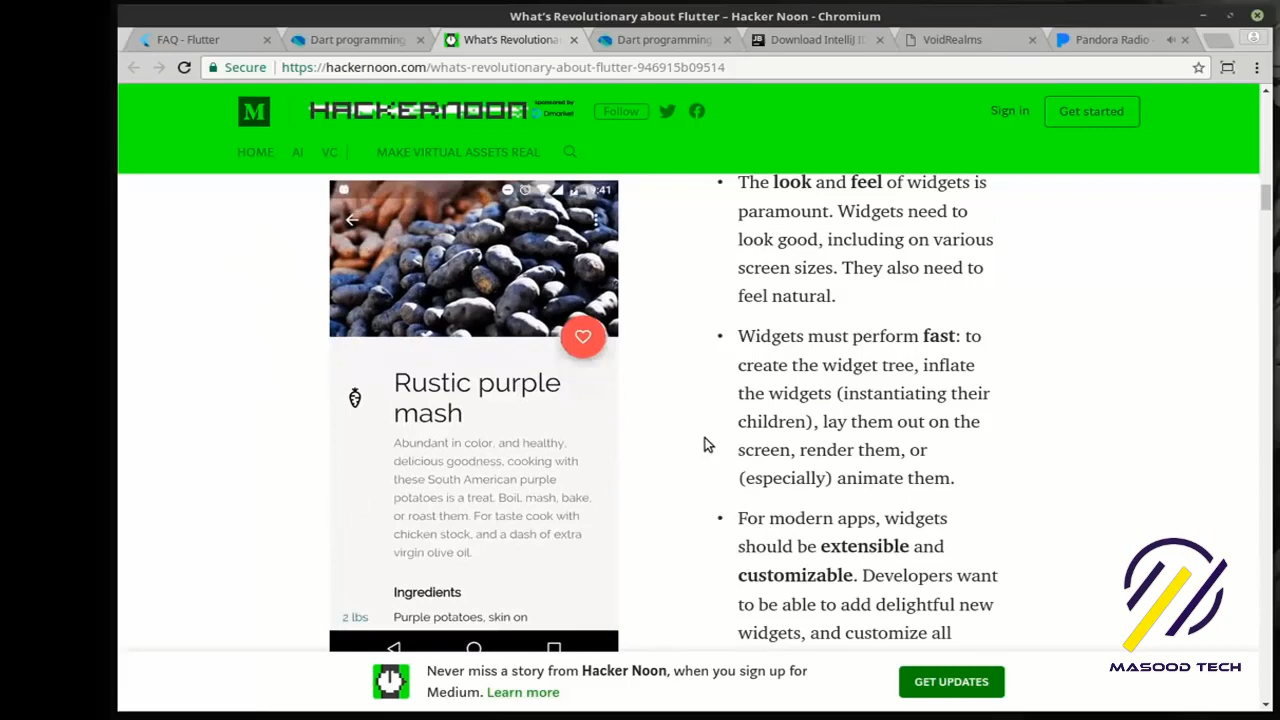 What's Revolutionary about Flutter – Hacker Noon - Chromium
FAQ - Flutter
Dart programming
What's Revolutiona
Dart programming
Download IntelliJ ID
VoidRealms
Pandora Radio
Secure
https://hackernoon.com/whats-revolutionary-about-flutter-946915b09514
M
HACKERNOON
sponsored by
Dmarket
Follow
Sign in
Get started
HOME
AI
VC
MAKE VIRTUAL ASSETS REAL
19:41
Rustic purple
mash
Abundant in color, and healthy,
delicious goodness, cooking with
these South American purple
potatoes is a treat. Boil, mash, bake,
or roast them. For taste cook with
chicken stock, and a dash of extra
virgin olive oil.
Ingredients
2 lbs Purple potatoes, skin on
• The look and feel of widgets is
paramount. Widgets need to
look good, including on various
screen sizes. They also need to
feel natural.
• Widgets must perform fast: to
create the widget tree, inflate
the widgets (instantiating their
children), lay them out on the
screen, render them, or
(especially) animate them.
• For modern apps, widgets
should be extensible and
customizable. Developers want
to be able to add delightful new
widgets, and customize all
Never miss a story from Hacker Noon, when you sign up for
Medium. Learn more
GET UPDATES
MASOOD TECH